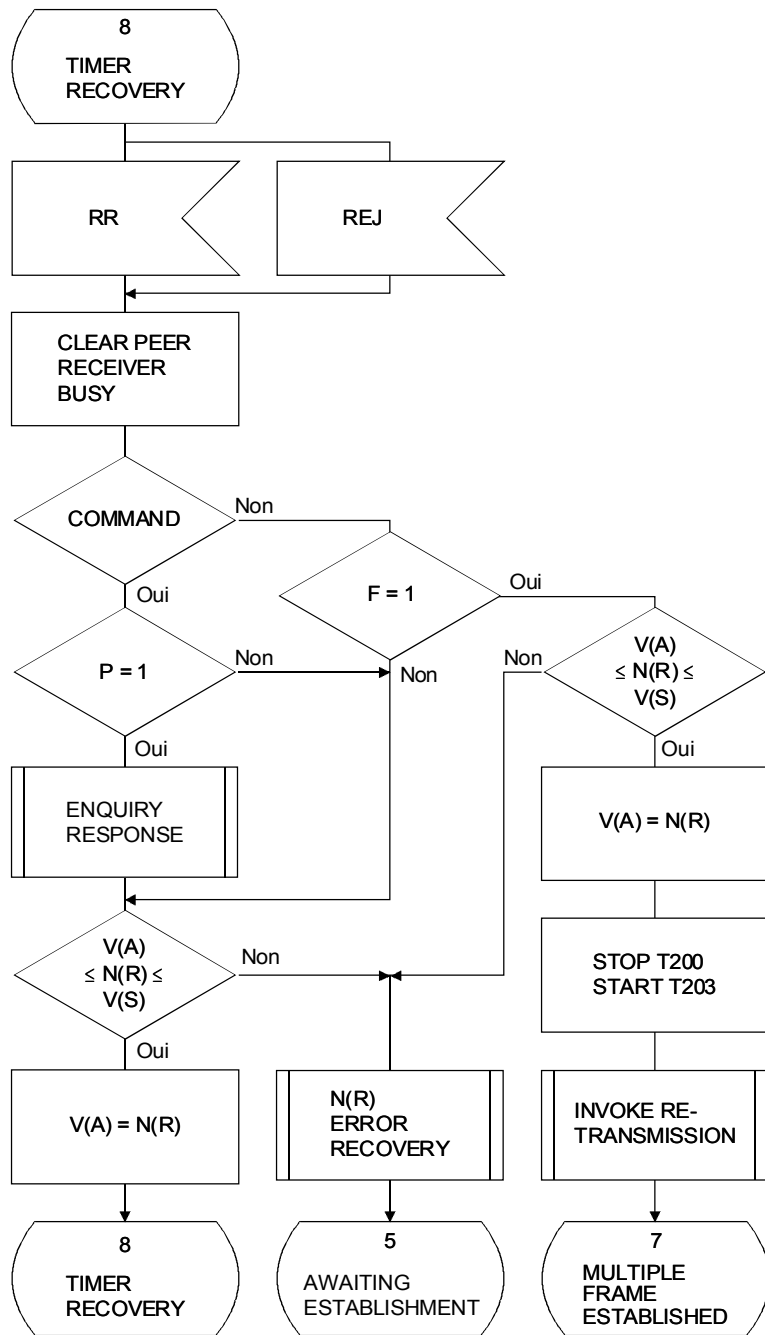 8
TIMER
RECOVERY
RR
REJ
CLEAR PEER
RECEIVER
BUSY
COMMAND
Non
Oui
F = 1
Oui
Non
P = 1
Non
Oui
V(A)
≤ N(R) ≤
V(S)
Non
Oui
ENQUIRY
RESPONSE
V(A) = N(R)
V(A)
≤ N(R) ≤
V(S)
Non
Oui
STOP T200
START T203
V(A) = N(R)
N(R)
ERROR
RECOVERY
INVOKE RE-
TRANSMISSION
8
TIMER
RECOVERY
5
AWAITING
ESTABLISHMENT
7
MULTIPLE
FRAME
ESTABLISHED